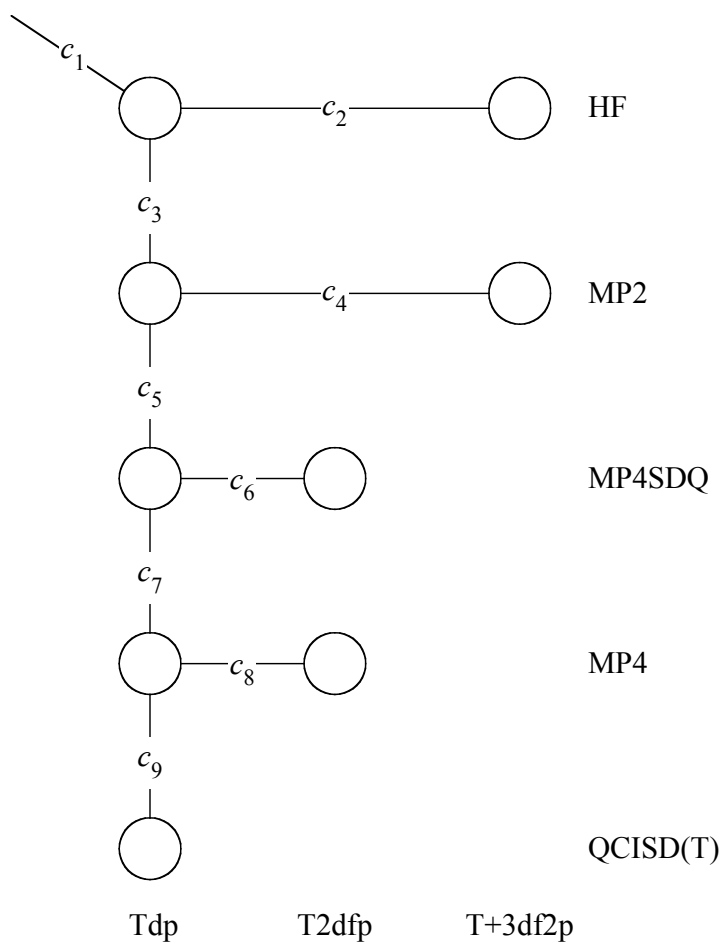 c₁
c₂ HF
c₃
c₄ MP2
c₅
c₆ MP4SDQ
c₇
c₈ MP4
c₉
QCISD(T)
Tdp T2dfp T+3df2p